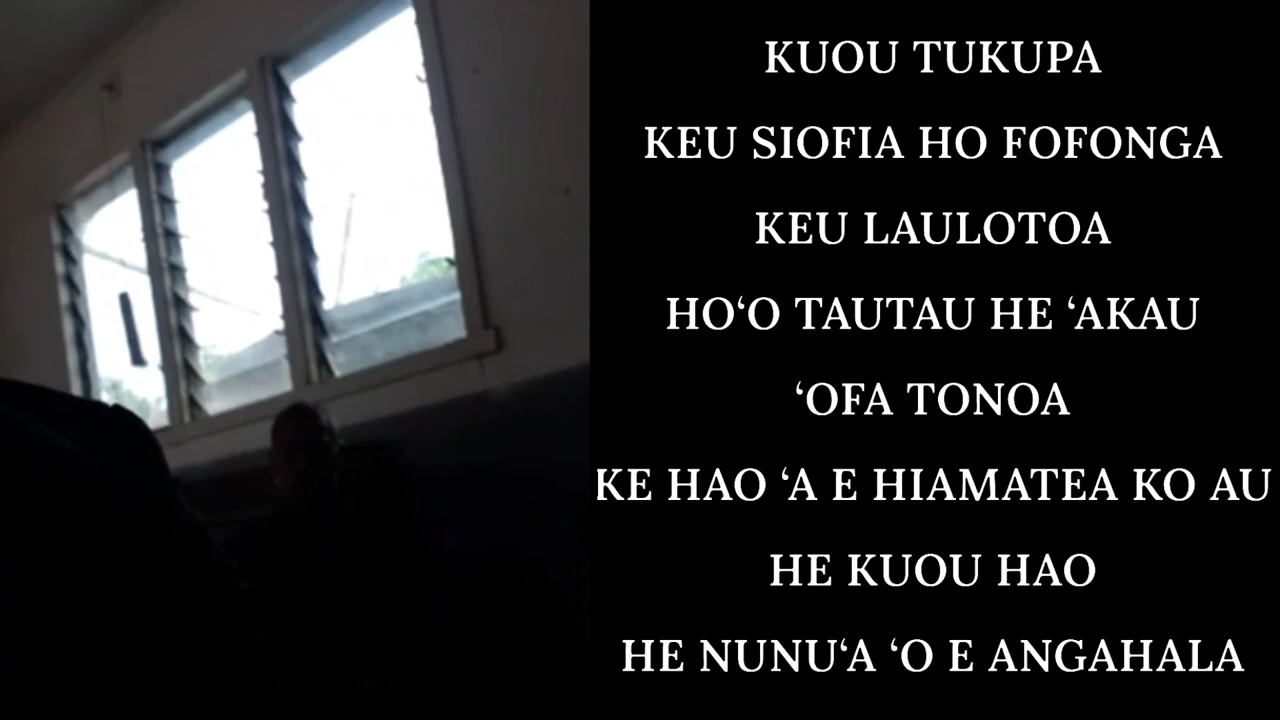 KUOU TUKUPA
KEU SIOFIA HO FOFONGA
KEU LAULOTOA
HO‘O TAUTAU HE ‘AKAU
‘OFA TONOA
KE HAO ‘A E HIAMATEA KO AU
HE KUOU HAO
HE NUNU‘A ‘O E ANGAHALA